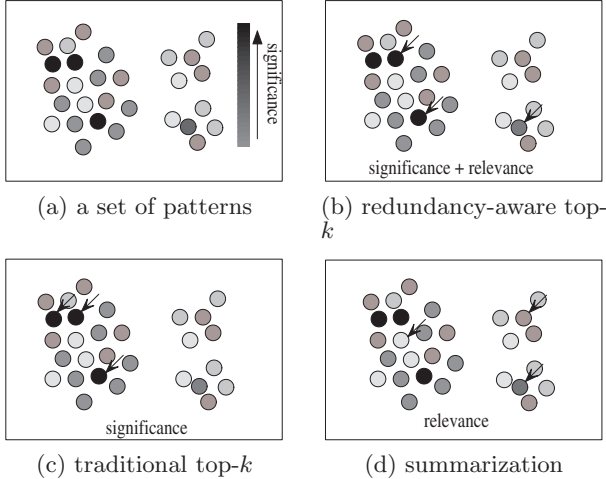 significance
(a) a set of patterns
significance + relevance
(b) redundancy-aware top-
k
significance
(c) traditional top-k
relevance
(d) summarization